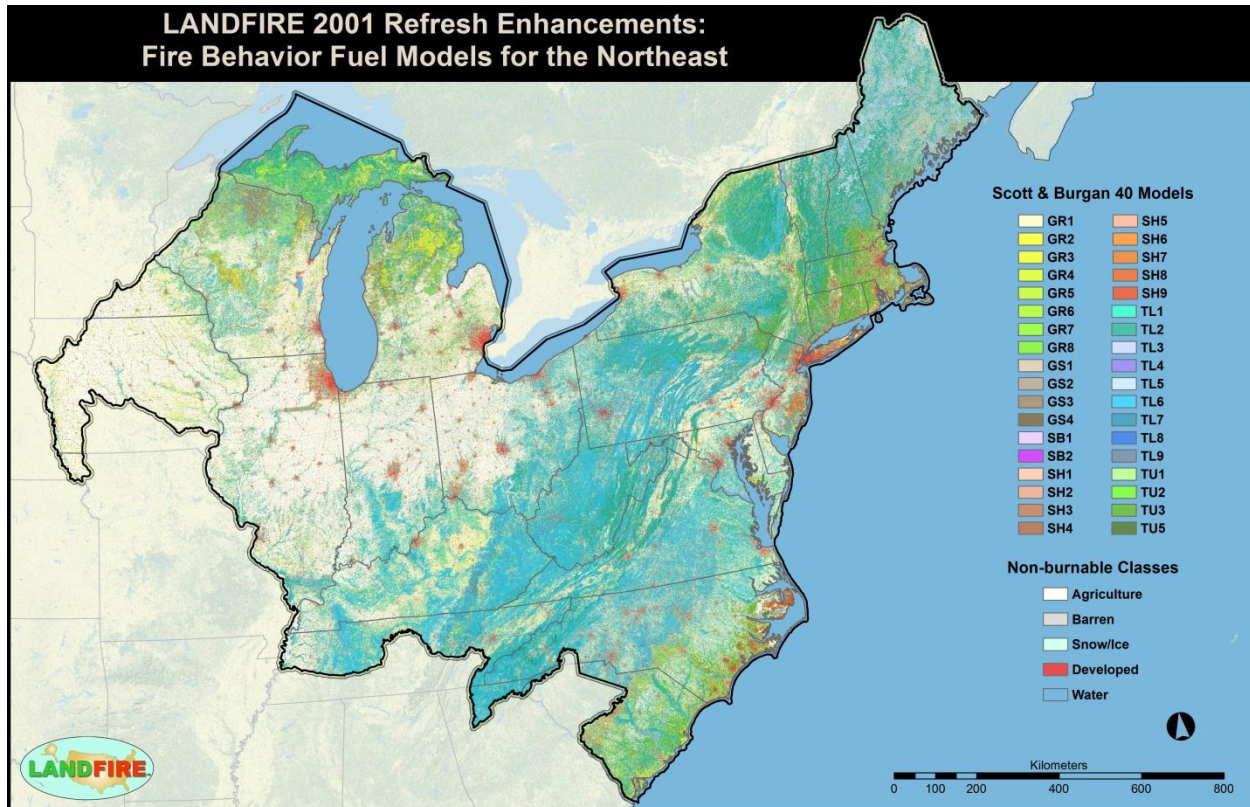 LANDFIRE 2001 Refresh Enhancements:
Fire Behavior Fuel Models for the Northeast
Scott & Burgan 40 Models
GR1
GR2
GR3
GR4
GR5
GR6
GR7
GR8
GS1
GS2
GS3
GS4
SB1
SB2
SH1
SH2
SH3
SH4
SH5
SH6
SH7
SH8
SH9
TL1
TL2
TL3
TL4
TL5
TL6
TL7
TL8
TL9
TU1
TU2
TU3
TU5
Non-burnable Classes
Agriculture
Barren
Snow/Ice
Developed
Water
Kilometers
0 100 200 400 600 800
LANDFIRE